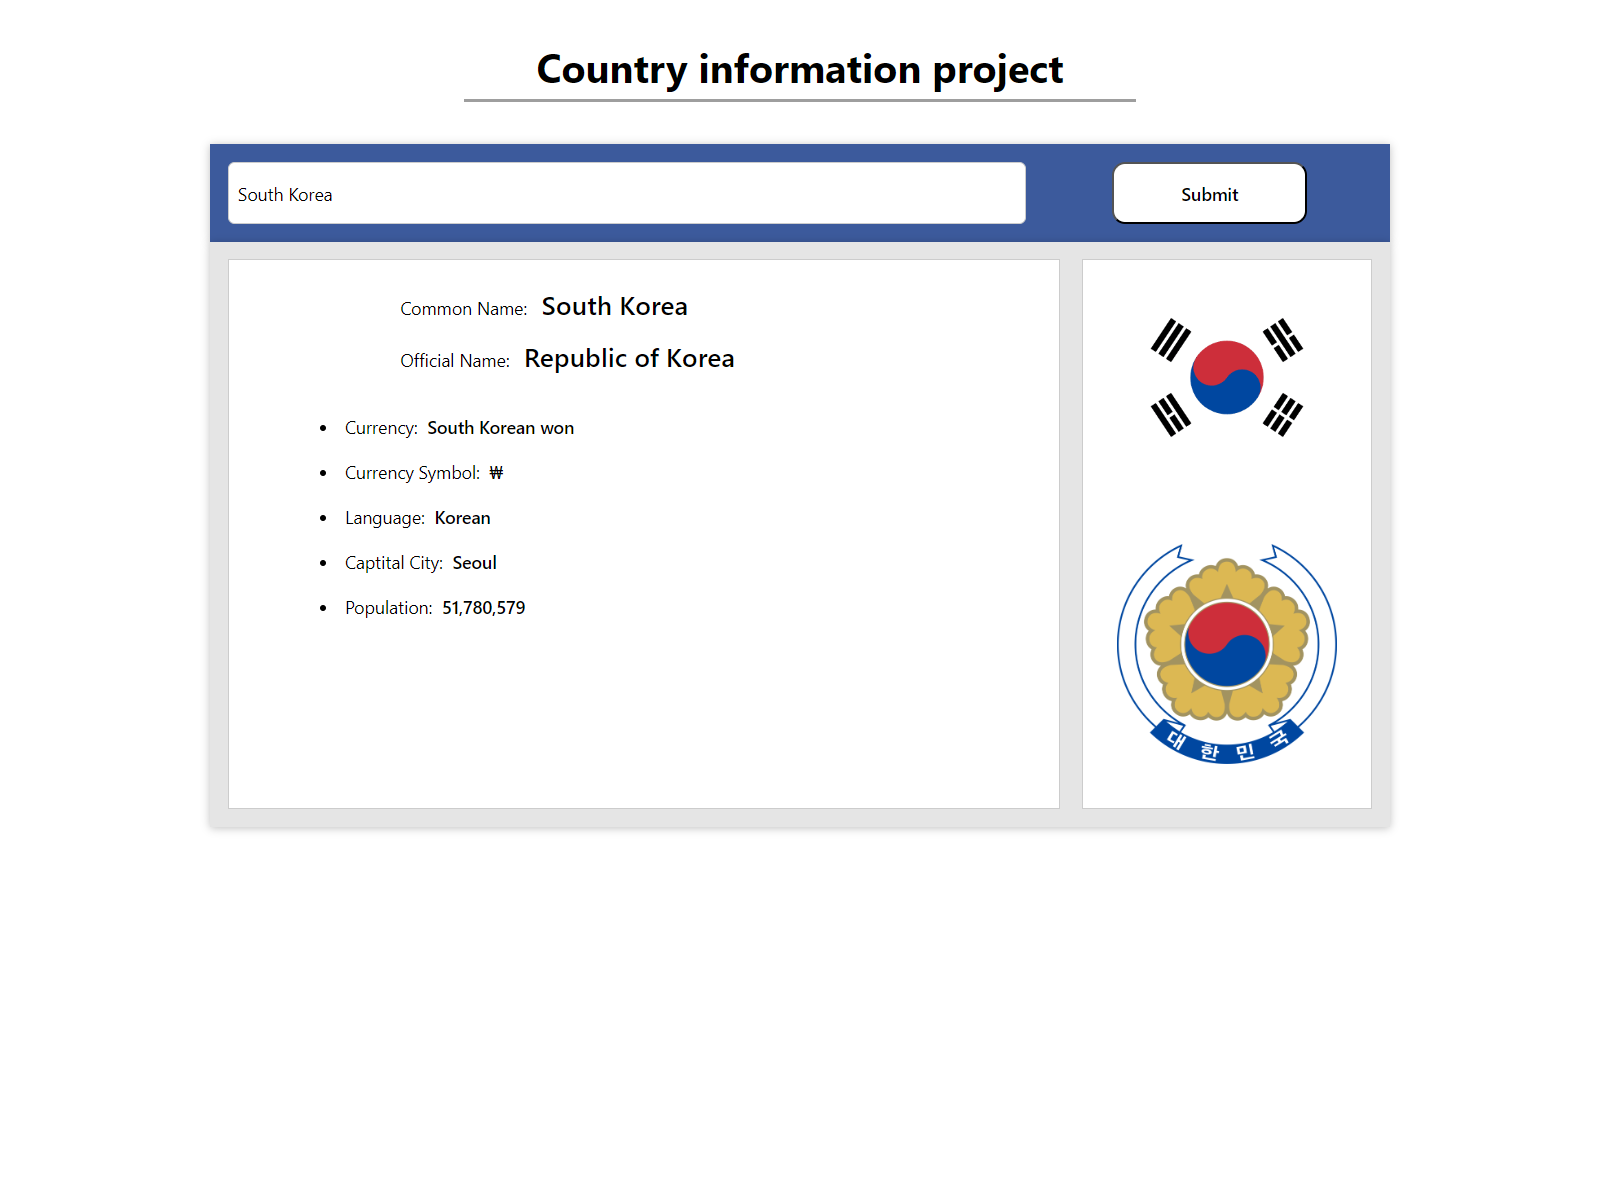 Country information project
South Korea
Submit
Common Name: South Korea
Official Name: Republic of Korea
Currency: South Korean won
Currency Symbol: ₩
Language: Korean
Captital City: Seoul
Population: 51,780,579
대 한 민 국